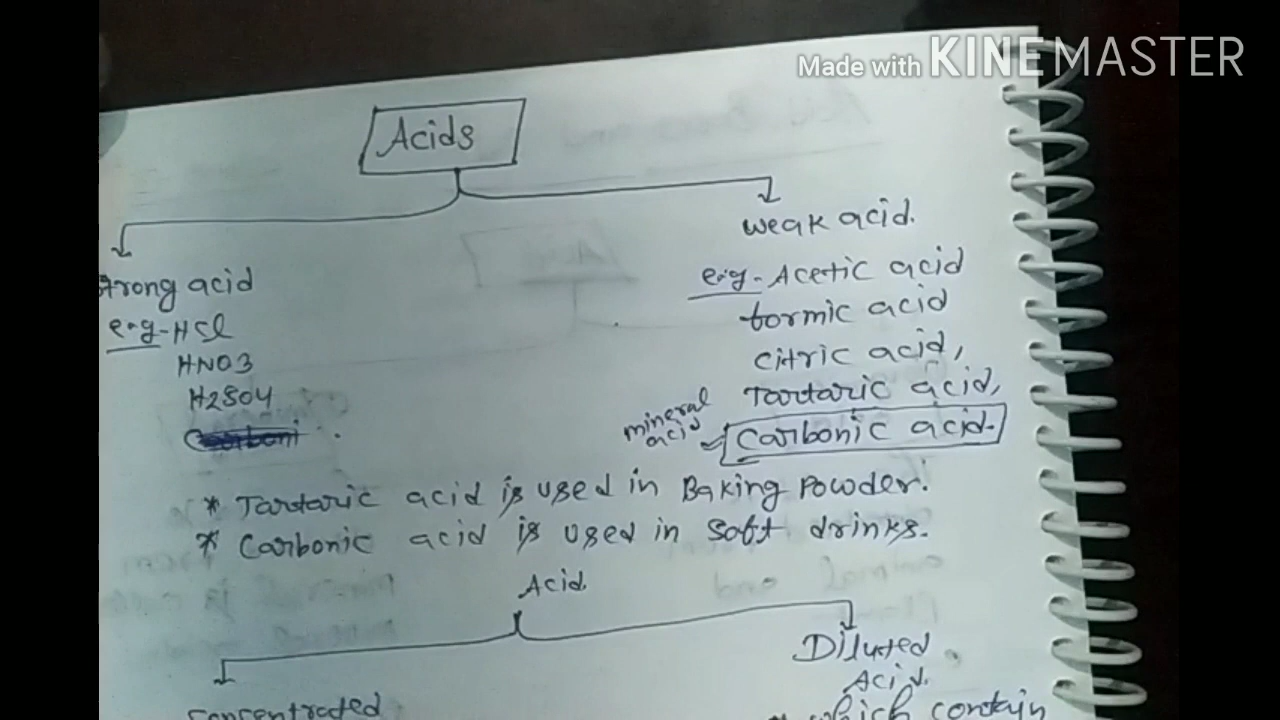 Made with KINEMASTER
Acids
trong acid
e.g-HCl
HNO3
H2SO4
Carboni
weak acid.
e.g.- Acetic acid
formic acid
citric acid,
Tartaric acid,
mineral
acid
Carbonic acid.
* Tartaric acid is used in Baking Powder.
* Carbonic acid is used in soft drinks.
Acid.
Concentrated
Diluted
Acid.
which contain